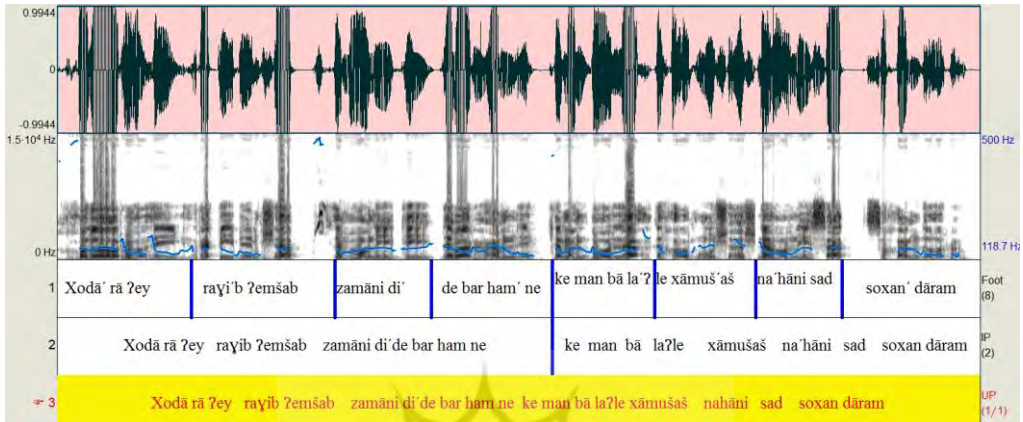 0.9944
0
-0.9944
1.5·10⁴ Hz
500 Hz
0 Hz
118.7 Hz
1 Xodā´ rā ʔey raɣi´b ʔemšab zamāni di´ de bar ham´ ne ke man bā la´ʔ le xāmuš´aš na´hāni sad soxan´ dāram Foot (8)
2 Xodā rā ʔey raɣib ʔemšab zamāni di´de bar ham ne ke man bā laʔle xāmušaš na´hāni sad soxan dāram IP (2)
☞ 3 Xodā rā ʔey raɣib ʔemšab zamāni di´de bar ham ne ke man bā laʔle xāmušaš nahāni sad soxan dāram UP (1/1)